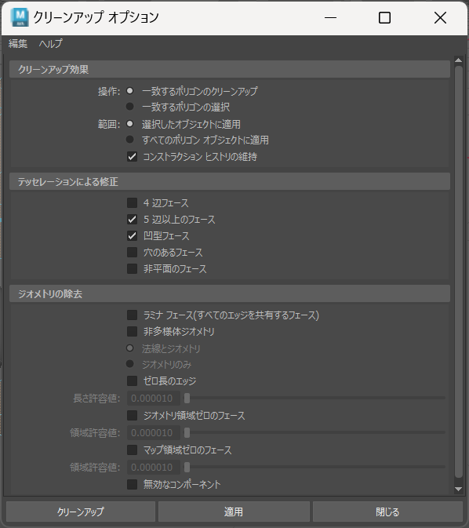 クリーンアップ オプション
編集 ヘルプ
クリーンアップ効果
操作: 一致するポリゴンのクリーンアップ
一致するポリゴンの選択
範囲: 選択したオブジェクトに適用
すべてのポリゴン オブジェクトに適用
コンストラクション ヒストリの維持
テッセレーションによる修正
4 辺フェース
5 辺以上のフェース
凹型フェース
穴のあるフェース
非平面のフェース
ジオメトリの除去
ラミナ フェース(すべてのエッジを共有するフェース)
非多様体ジオメトリ
法線とジオメトリ
ジオメトリのみ
ゼロ長のエッジ
長さ許容値: 0.000010
ジオメトリ領域ゼロのフェース
領域許容値: 0.000010
マップ領域ゼロのフェース
領域許容値: 0.000010
無効なコンポーネント
クリーンアップ 適用 閉じる